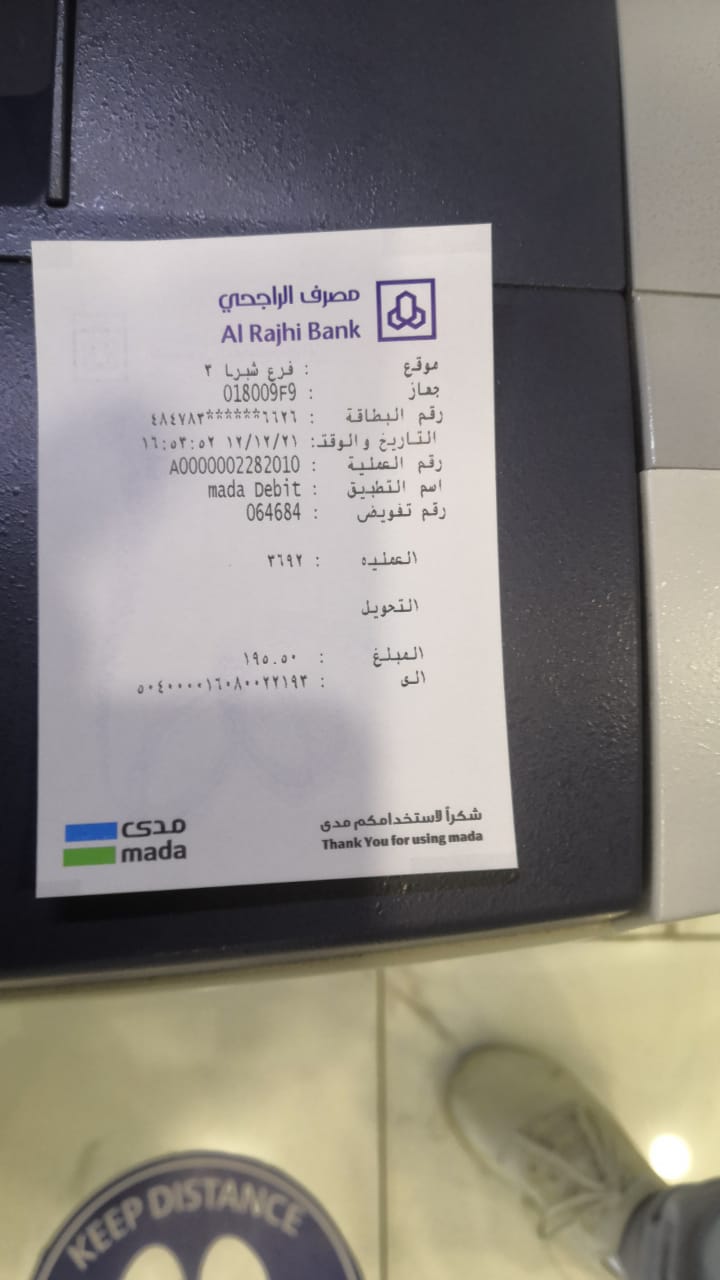 مصرف الراجحي
Al Rajhi Bank
موقع : فرع شبرا ٣
جهاز : 018009F9
رقم البطاقة : ٤٨٤٧٨٣******٦٦٢٦
التاريخ والوقت: ١٢/١٢/٢١ ١٦:٥٣:٥٢
رقم العملية : A0000002282010
اسم التطبيق : mada Debit
رقم تفويض : 064684
العمليه : ٣٦٩٢
التحويل
المبلغ : ١٩٥.٥٠
الى : ٥٠٤٠٠٠٠١٦٠٨٠٠٢٢١٩٣
شكراً لاستخدامكم مدى
Thank You for using mada
مدى
mada
KEEP DISTANCE